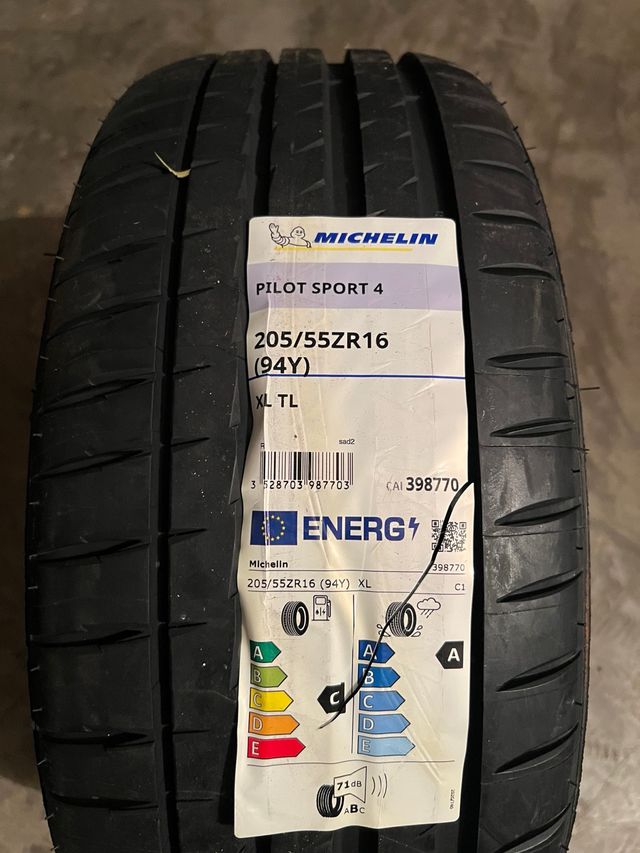 MICHELIN
PILOT SPORT 4
205/55ZR16
(94Y)
XL TL
sad2
3 528703 987703
CAI 398770
ENERG
398770
Michelin
205/55ZR16 (94Y) XL
C1
A
B
C
D
E
C
A
B
C
D
E
A
71dB
ABC